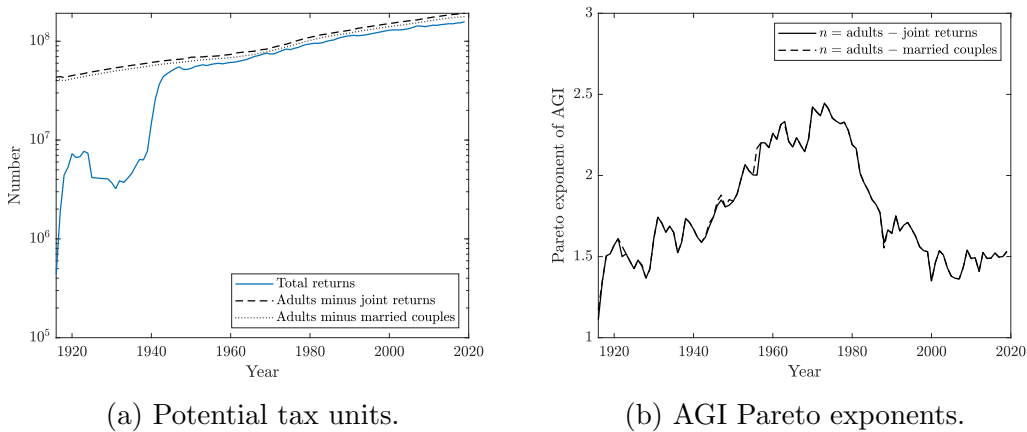 10^8
10^7
10^6
10^5
Number
1920
1940
1960
1980
2000
2020
Year
Total returns
Adults minus joint returns
Adults minus married couples
(a) Potential tax units.
3
2.5
2
1.5
1
Pareto exponent of AGI
1920
1940
1960
1980
2000
2020
Year
n = adults − joint returns
n = adults − married couples
(b) AGI Pareto exponents.